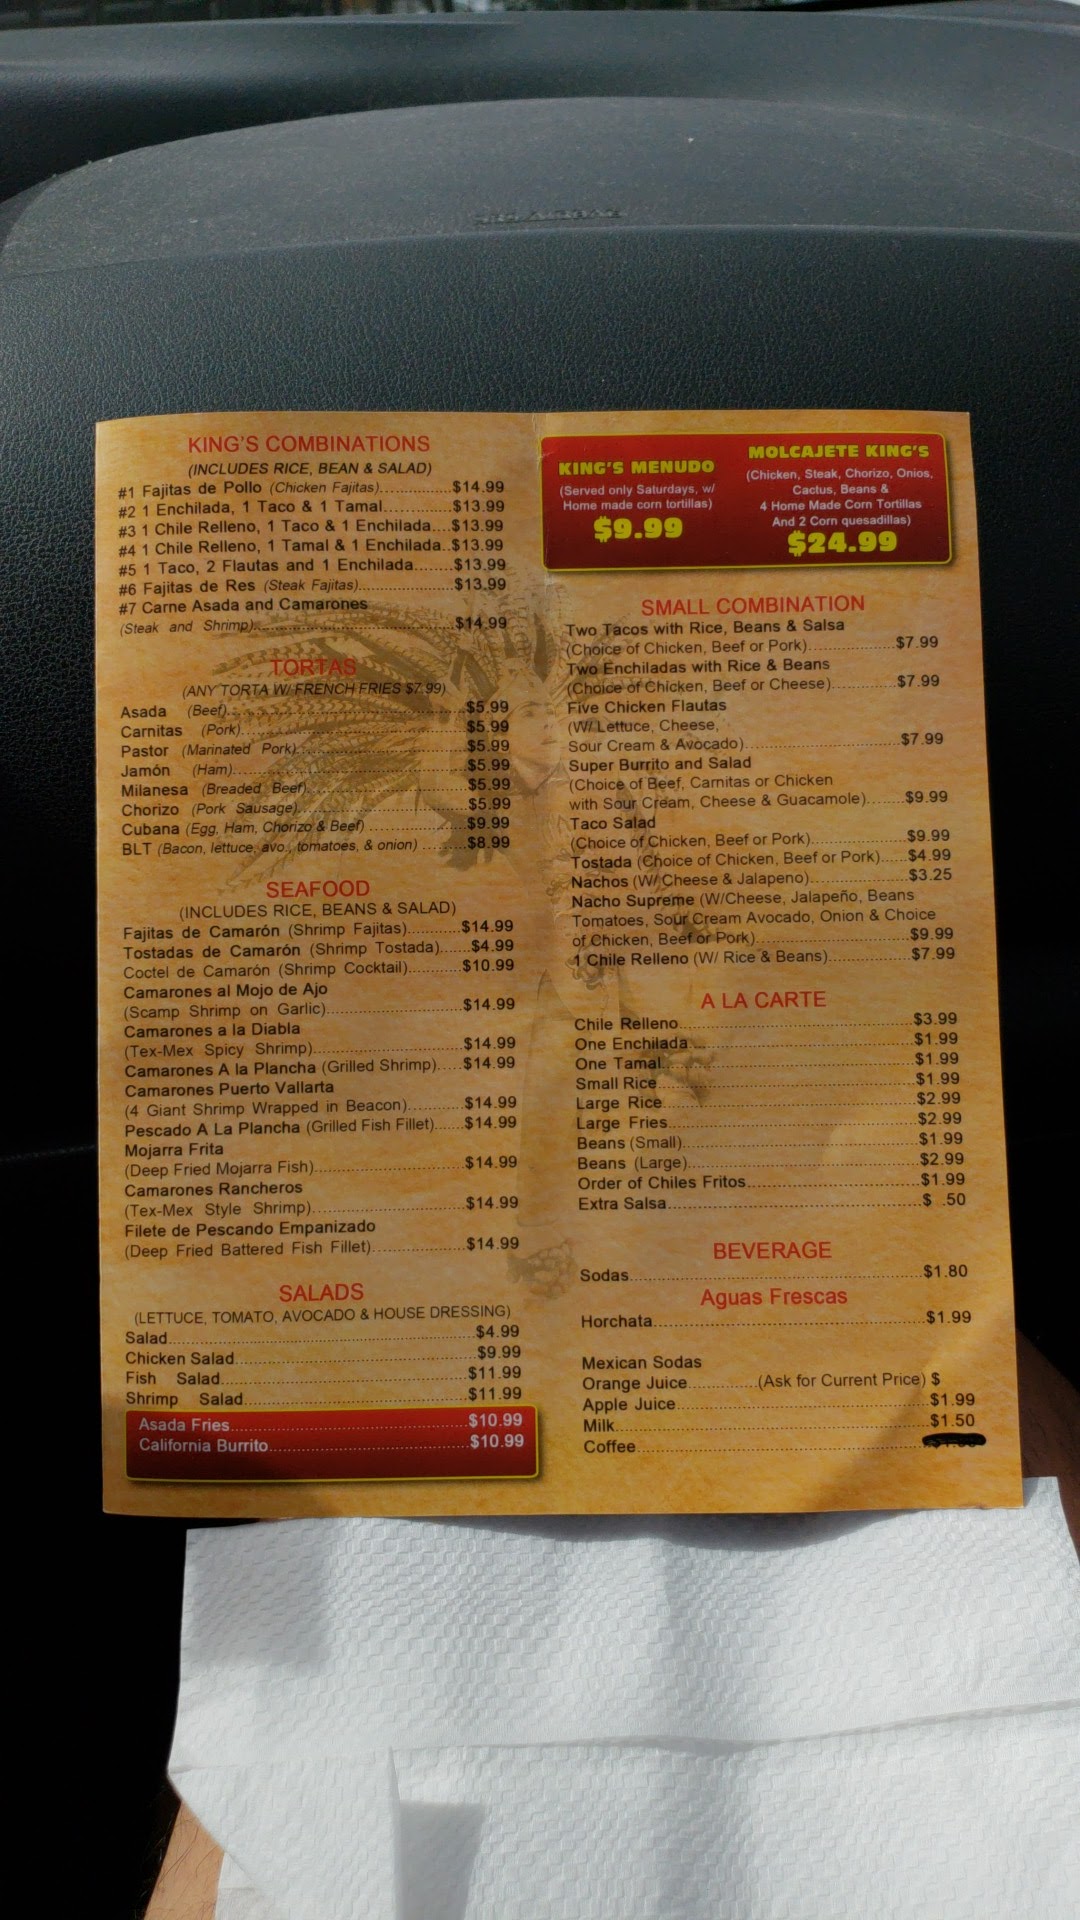 KING'S COMBINATIONS
(INCLUDES RICE, BEAN & SALAD)
#1 Fajitas de Pollo (Chicken Fajitas)..............$14.99
#2 1 Enchilada, 1 Taco & 1 Tamal..............$13.99
#3 1 Chile Relleno, 1 Taco & 1 Enchilada...$13.99
#4 1 Chile Relleno, 1 Tamal & 1 Enchilada..$13.99
#5 1 Taco, 2 Flautas and 1 Enchilada........$13.99
#6 Fajitas de Res (Steak Fajitas)...................$13.99
#7 Carne Asada and Camarones
(Steak and Shrimp)........................................$14.99
TORTAS
(ANY TORTA W/ FRENCH FRIES $7.99)
Asada (Beef)................................................$5.99
Carnitas (Pork).............................................$5.99
Pastor (Marinated Pork)..................................$5.99
Jamón (Ham)...............................................$5.99
Milanesa (Breaded Beef)................................$5.99
Chorizo (Pork Sausage)..................................$5.99
Cubana (Egg, Ham, Chorizo & Beef) ....................$9.99
BLT (Bacon, lettuce, avo., tomatoes, & onion) .........$8.99
SEAFOOD
(INCLUDES RICE, BEANS & SALAD)
Fajitas de Camarón (Shrimp Fajitas)...........$14.99
Tostadas de Camarón (Shrimp Tostada)......$4.99
Coctel de Camarón (Shrimp Cocktail)...........$10.99
Camarones al Mojo de Ajo
(Scamp Shrimp on Garlic)...........................$14.99
Camarones a la Diabla
(Tex-Mex Spicy Shrimp)..............................$14.99
Camarones A la Plancha (Grilled Shrimp).....$14.99
Camarones Puerto Vallarta
(4 Giant Shrimp Wrapped in Beacon)...........$14.99
Pescado A La Plancha (Grilled Fish Fillet)......$14.99
Mojarra Frita
(Deep Fried Mojarra Fish)..............................$14.99
Camarones Rancheros
(Tex-Mex Style Shrimp)..............................$14.99
Filete de Pescando Empanizado
(Deep Fried Battered Fish Fillet)..................$14.99
SALADS
(LETTUCE, TOMATO, AVOCADO & HOUSE DRESSING)
Salad..............................................................$4.99
Chicken Salad.................................................$9.99
Fish Salad..................................................$11.99
Shrimp Salad..............................................$11.99
Asada Fries................................................$10.99
California Burrito........................................$10.99
KING'S MENUDO
(Served only Saturdays, w/
Home made corn tortillas)
$9.99
MOLCAJETE KING'S
(Chicken, Steak, Chorizo, Onios,
Cactus, Beans &
4 Home Made Corn Tortillas
And 2 Corn quesadillas)
$24.99
SMALL COMBINATION
Two Tacos with Rice, Beans & Salsa
(Choice of Chicken, Beef or Pork)................$7.99
Two Enchiladas with Rice & Beans
(Choice of Chicken, Beef or Cheese)............$7.99
Five Chicken Flautas
(W/ Lettuce, Cheese,
Sour Cream & Avocado)..............................$7.99
Super Burrito and Salad
(Choice of Beef, Carnitas or Chicken
with Sour Cream, Cheese & Guacamole).......$9.99
Taco Salad
(Choice of Chicken, Beef or Pork)..................$9.99
Tostada (Choice of Chicken, Beef or Pork).....$4.99
Nachos (W/ Cheese & Jalapeno)...................$3.25
Nacho Supreme (W/Cheese, Jalapeño, Beans
Tomatoes, Sour Cream Avocado, Onion & Choice
of Chicken, Beef or Pork)..............................$9.99
1 Chile Relleno (W/ Rice & Beans)...............$7.99
A LA CARTE
Chile Relleno..............................................$3.99
One Enchilada............................................$1.99
One Tamal.................................................$1.99
Small Rice..................................................$1.99
Large Rice.................................................$2.99
Large Fries.................................................$2.99
Beans (Small).............................................$1.99
Beans (Large).............................................$2.99
Order of Chiles Fritos..................................$1.99
Extra Salsa................................................$ .50
BEVERAGE
Sodas.......................................................$1.80
Aguas Frescas
Horchata....................................................$1.99
Mexican Sodas
Orange Juice..............(Ask for Current Price) $
Apple Juice.................................................$1.99
Milk............................................................$1.50
Coffee........................................................